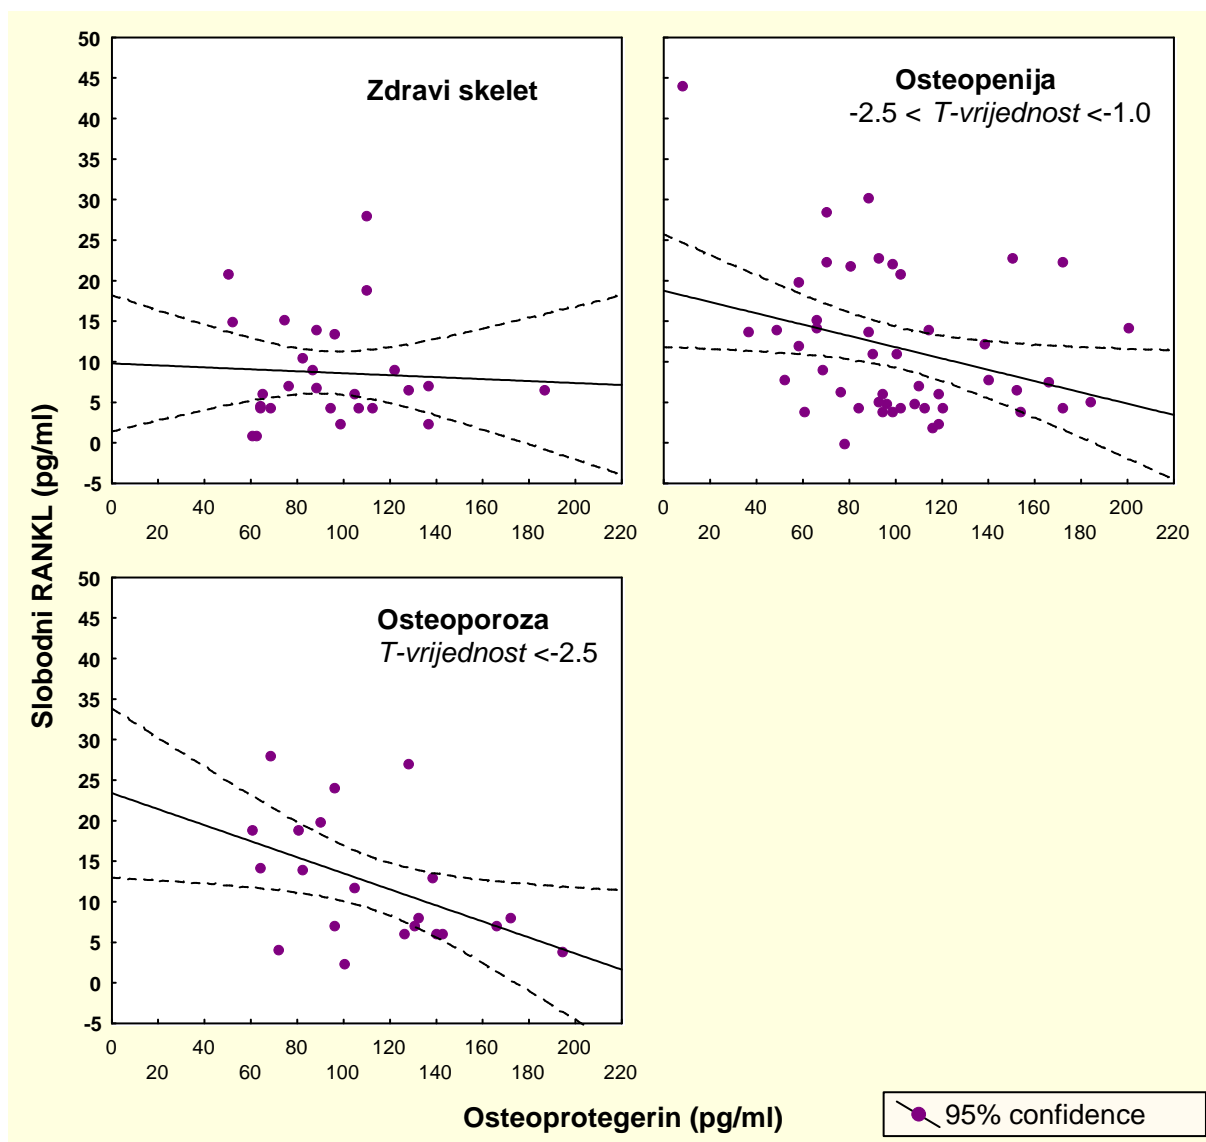 50
45
40
35
30
25
20
15
10
5
0
-5
Zdravi skelet
0 40 80 120 160 200
20 60 100 140 180 220
Osteopenija
-2.5 < T-vrijednost <-1.0
0 40 80 120 160 200
20 60 100 140 180 220
Slobodni RANKL (pg/ml)
50
45
40
35
30
25
20
15
10
5
0
-5
Osteoporoza
T-vrijednost <-2.5
0 40 80 120 160 200
20 60 100 140 180 220
Osteoprotegerin (pg/ml)
95% confidence